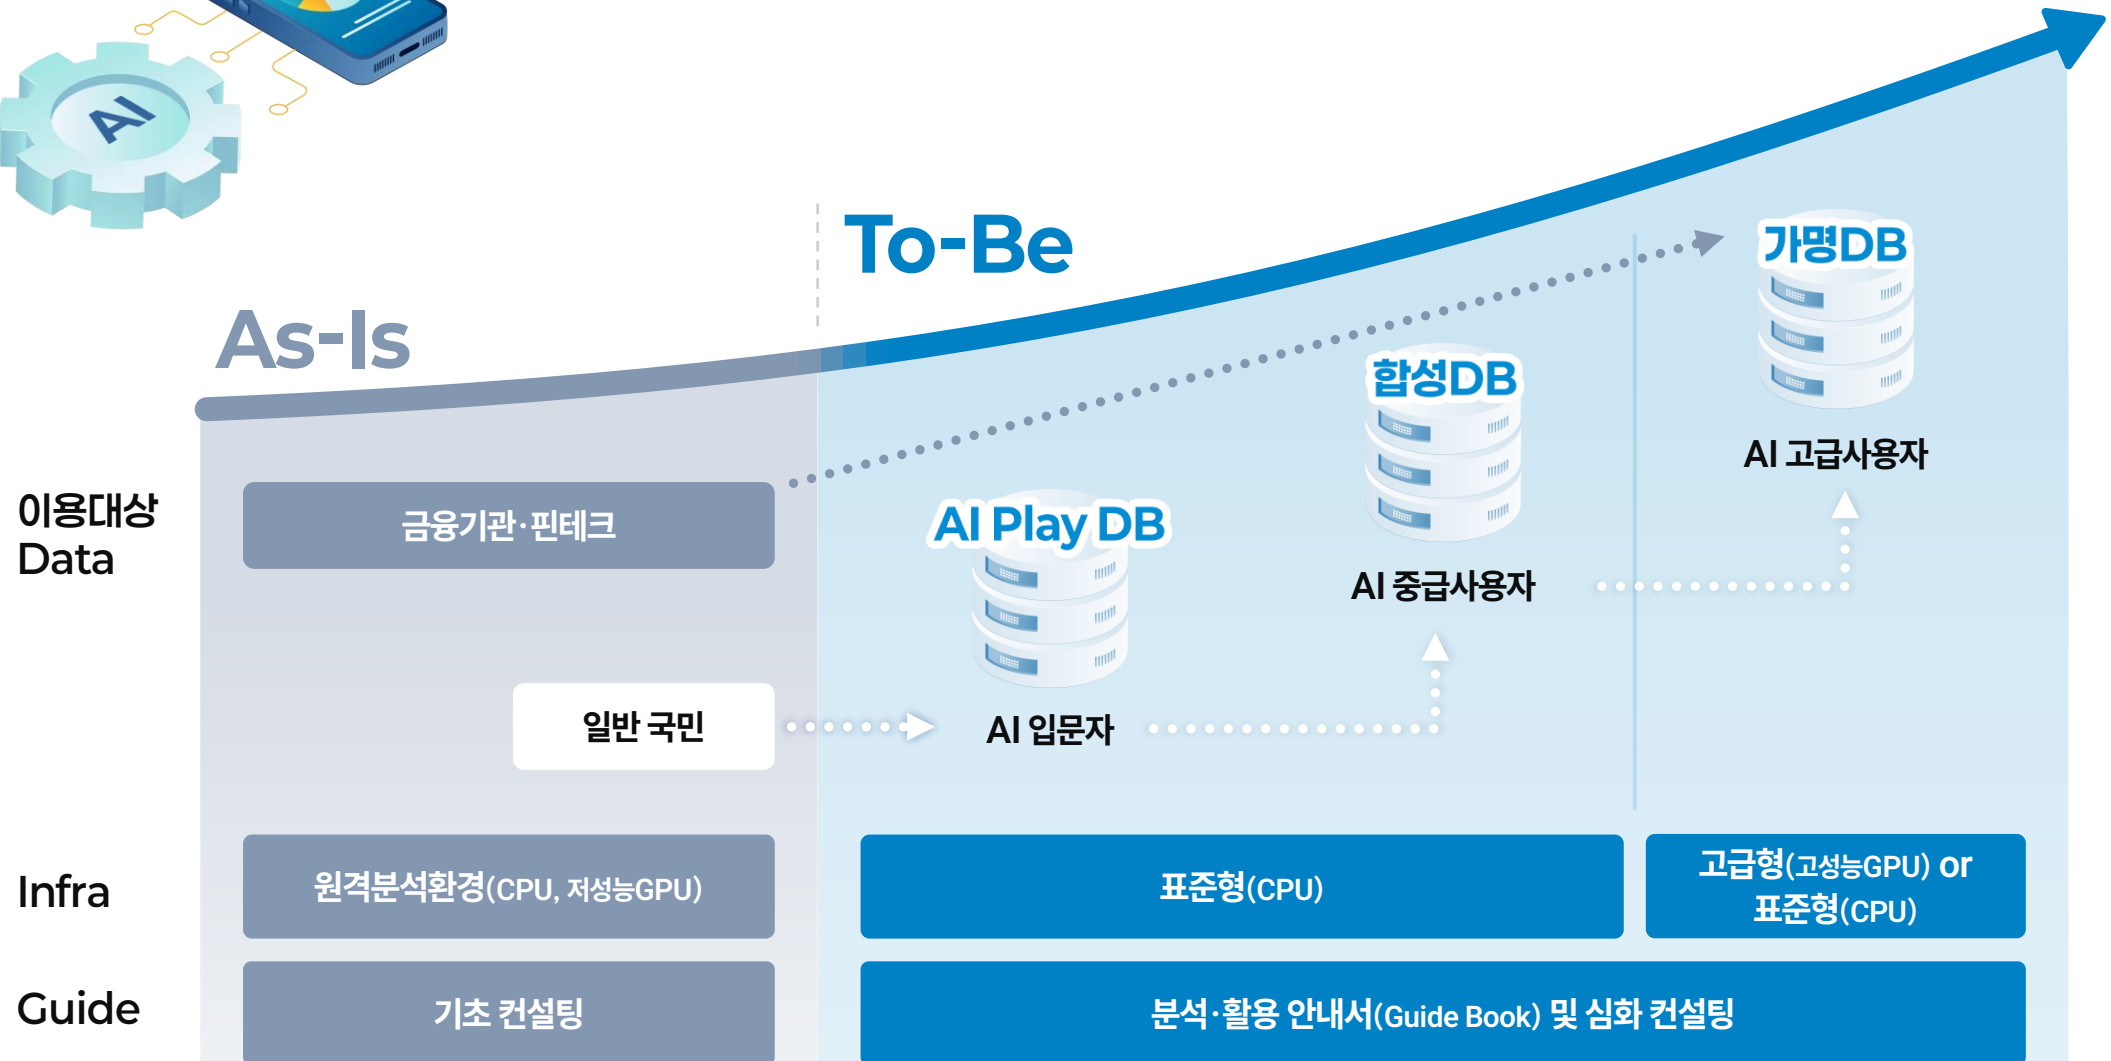 AI
To-Be
As-Is
가명DB
합성DB
AI 고급사용자
이용대상
Data
금융기관·핀테크
AI Play DB
AI 중급사용자
일반 국민
AI 입문자
Infra
원격분석환경(CPU, 저성능GPU)
표준형(CPU)
고급형(고성능GPU) or
표준형(CPU)
Guide
기초 컨설팅
분석·활용 안내서(Guide Book) 및 심화 컨설팅